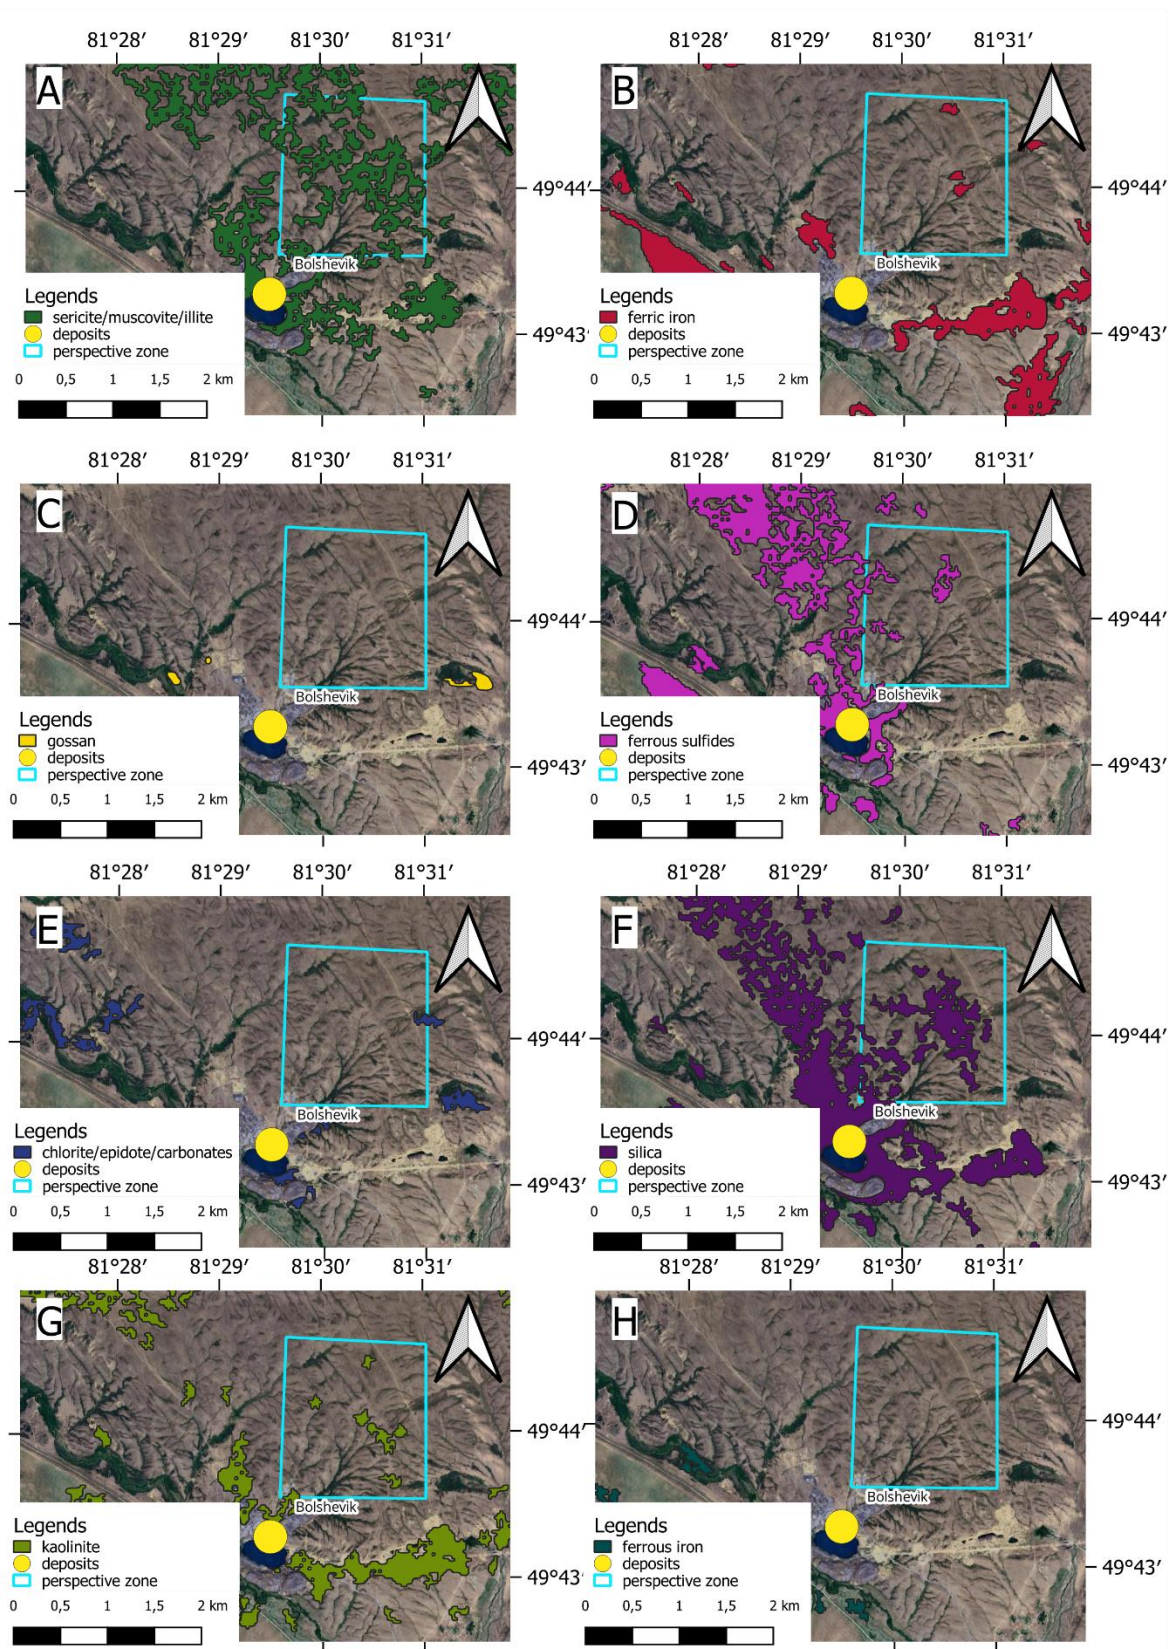 81°28′ 81°29′ 81°30′ 81°31′
81°28′ 81°29′ 81°30′ 81°31′
A
49°44′
Bolshevik
49°43′
Legends
sericite/muscovite/illite
deposits
perspective zone
0 0,5 1 1,5 2 km
B
49°44′
Bolshevik
49°43′
Legends
ferric iron
deposits
perspective zone
0 0,5 1 1,5 2 km
81°28′ 81°29′ 81°30′ 81°31′
81°28′ 81°29′ 81°30′ 81°31′
C
49°44′
Bolshevik
49°43′
Legends
gossan
deposits
perspective zone
0 0,5 1 1,5 2 km
D
49°44′
Bolshevik
49°43′
Legends
ferrous sulfides
deposits
perspective zone
0 0,5 1 1,5 2 km
81°28′ 81°29′ 81°30′ 81°31′
81°28′ 81°29′ 81°30′ 81°31′
E
49°44′
Bolshevik
49°43′
Legends
chlorite/epidote/carbonates
deposits
perspective zone
0 0,5 1 1,5 2 km
F
49°44′
Bolshevik
49°43′
Legends
silica
deposits
perspective zone
0 0,5 1 1,5 2 km
81°28′ 81°29′ 81°30′ 81°31′
81°28′ 81°29′ 81°30′ 81°31′
G
49°44′
Bolshevik
49°43′
Legends
kaolinite
deposits
perspective zone
0 0,5 1 1,5 2 km
H
49°44′
Bolshevik
49°43′
Legends
ferrous iron
deposits
perspective zone
0 0,5 1 1,5 2 km